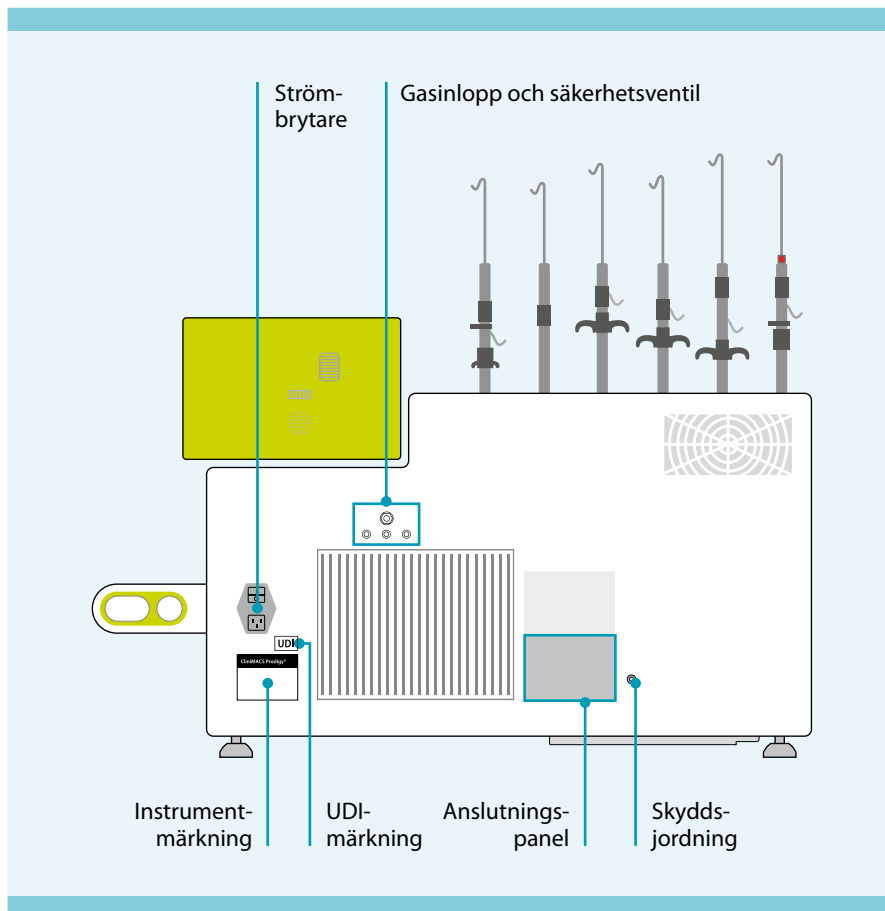 Ström-
brytare
Gasinlopp och säkerhetsventil
UDI
CliniMACS Prodigy®
Instrument-
märkning
UDI-
märkning
Anslutnings-
panel
Skydds-
jordning